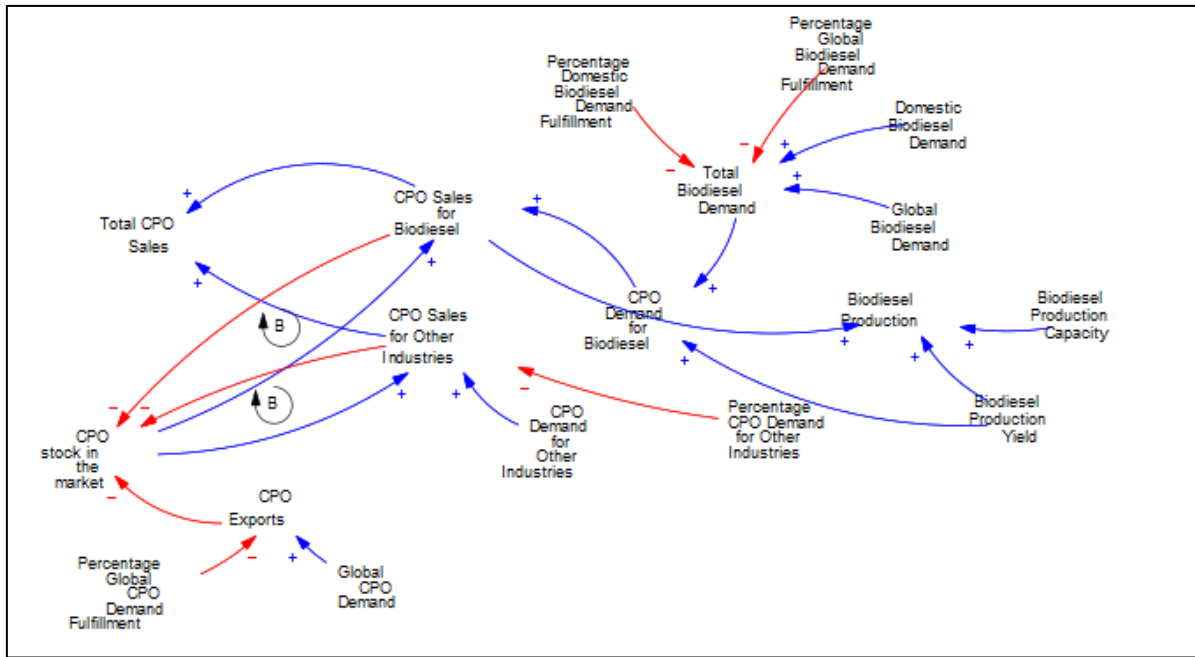 Percentage
Domestic
Biodiesel
Demand
Fulfillment
Percentage
Global
Biodiesel
Demand
Fulfillment
Domestic
Biodiesel
Demand
+
-
-
+
Total
Biodiesel
Demand
Global
Biodiesel
Demand
+
Total CPO
Sales
+
CPO Sales
for
Biodiesel
+
+
+
CPO
Demand
for
Biodiesel
+
+
Biodiesel
Production
+
+
+
Biodiesel
Production
Capacity
B
CPO Sales
for Other
Industries
B
-
-
+
+
-
CPO
stock in
the
market
-
CPO
Demand
for
Other
Industries
Percentage
CPO Demand
for Other
Industries
Biodiesel
Production
Yield
CPO
Exports
-
+
Percentage
Global
CPO
Demand
Fulfillment
Global
CPO
Demand